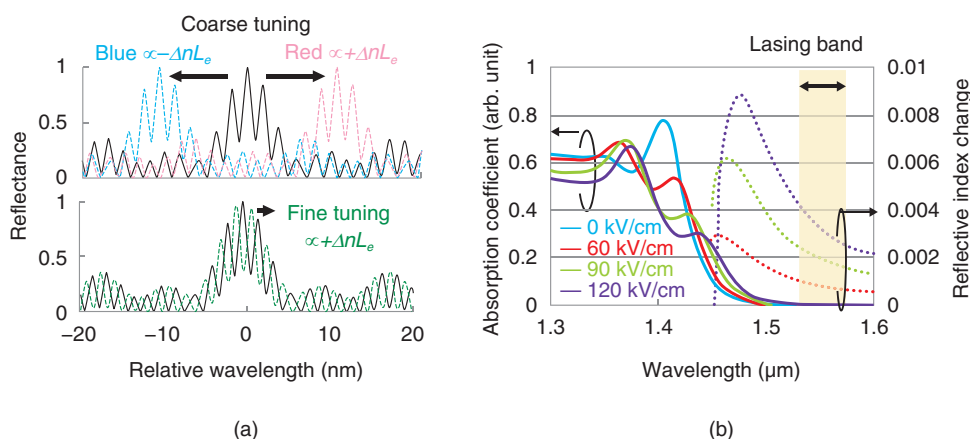 Coarse tuning
Blue ∝−ΔnLe
Red ∝+ΔnLe
Reflectance
1
0.5
0
1
0.5
0
Fine tuning
∝+ΔnLe
−20
−10
0
10
20
Relative wavelength (nm)
(a)
Lasing band
Absorption coefficient (arb. unit)
1
0.8
0.6
0.4
0.2
0
0 kV/cm
60 kV/cm
90 kV/cm
120 kV/cm
0.010
0.008
0.006
0.004
0.002
0
Reflective index change
1.3
1.4
1.5
1.6
Wavelength (μm)
(b)